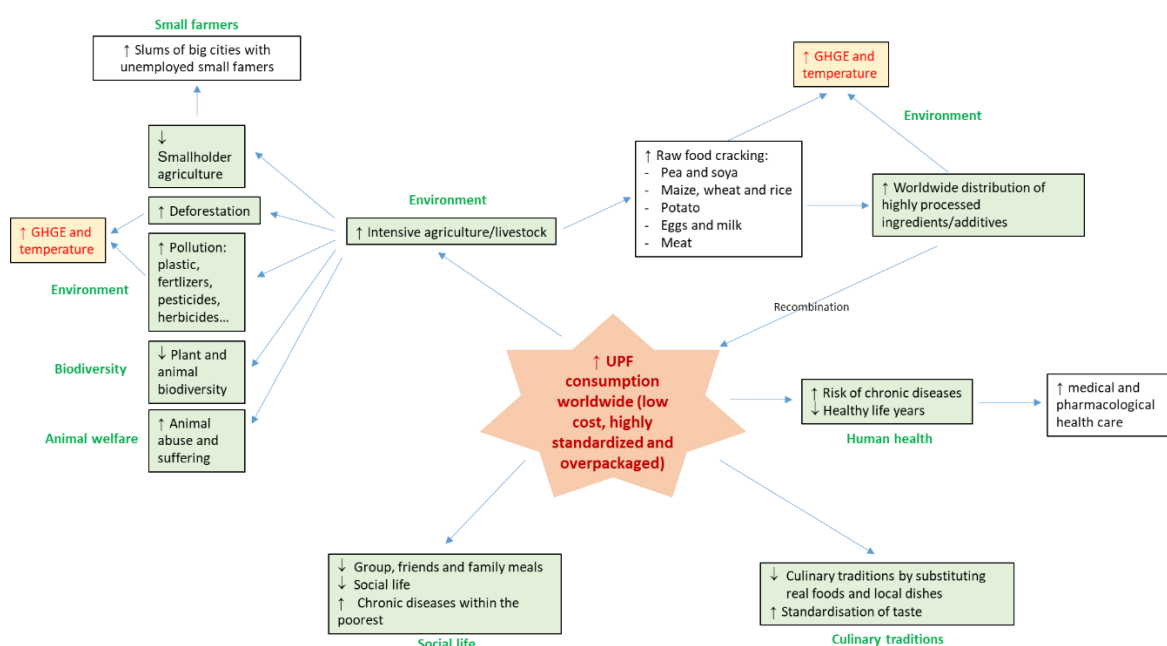 Small farmers
↑ Slums of big cities with
unemployed small famers
↓
Smallholder
agriculture
↑ Deforestation
↑ GHGE and
temperature
↑ Pollution:
plastic,
fertlizers,
pesticides,
herbicides...
Environment
↓ Plant and
animal
biodiversity
Biodiversity
↑ Animal
abuse and
suffering
Animal welfare
Environment
↑ Intensive agriculture/livestock
↑ GHGE and
temperature
Environment
↑ Raw food cracking:
- Pea and soya
- Maize, wheat and rice
- Potato
- Eggs and milk
- Meat
↑ Worldwide distribution of
highly processed
ingredients/additives
Recombination
↑ UPF
consumption
worldwide (low
cost, highly
standardized and
overpackaged)
↑ Risk of chronic diseases
↓ Healthy life years
Human health
↑ medical and
pharmacological
health care
↓ Group, friends and family meals
↓ Social life
↑ Chronic diseases within the
poorest
Social life
↓ Culinary traditions by substituting
real foods and local dishes
↑ Standardisation of taste
Culinary traditions